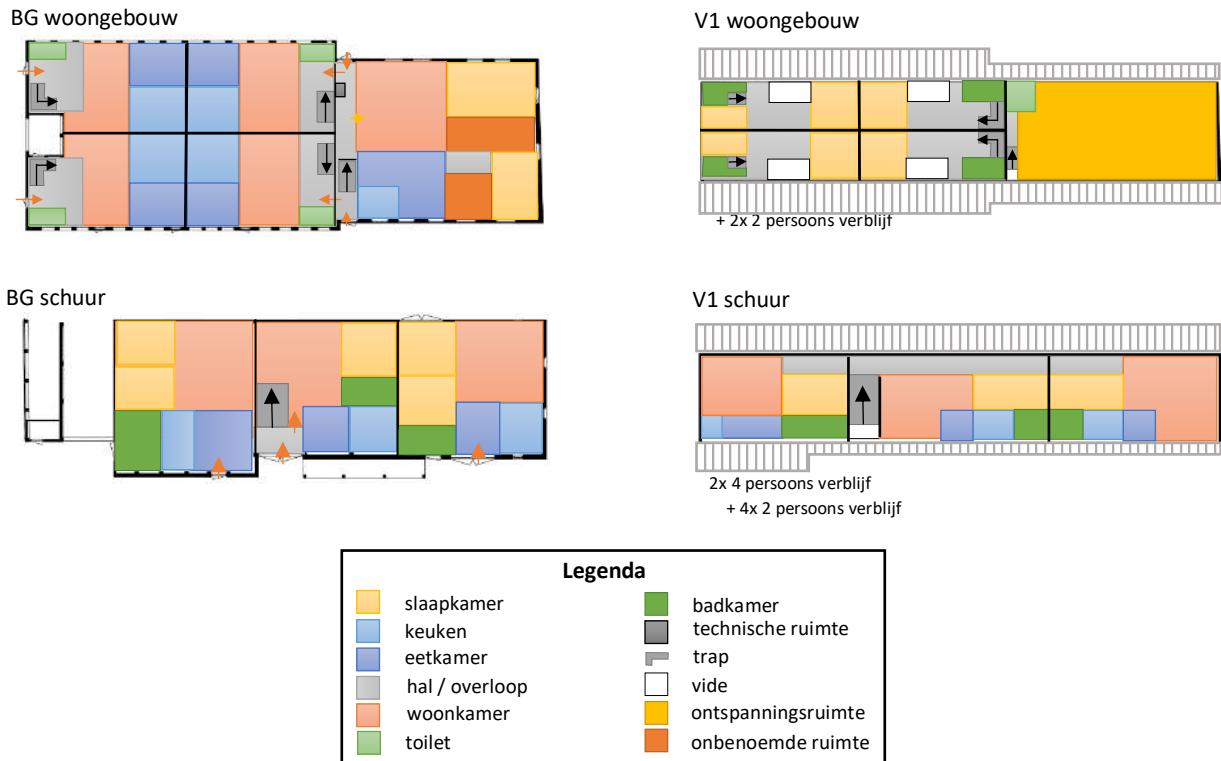 BG woongebouw
V1 woongebouw
+ 2x 2 persoons verblijf
BG schuur
V1 schuur
2x 4 persoons verblijf
+ 4x 2 persoons verblijf
Legenda
slaapkamer
keuken
eetkamer
hal / overloop
woonkamer
toilet
badkamer
technische ruimte
trap
vide
ontspanningsruimte
onbenoemde ruimte